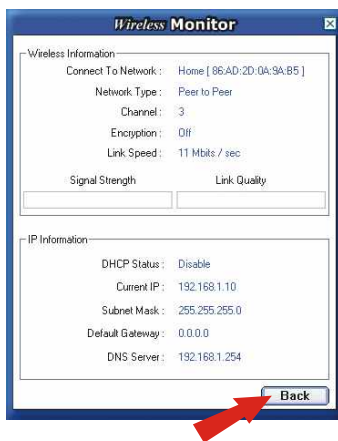 Wireless Monitor
Wireless Information
Connect To Network : Home [ 86:AD:2D:0A:9A:B5 ]
Network Type : Peer to Peer
Channel : 3
Encryption : Off
Link Speed : 11 Mbits / sec
Signal Strength Link Quality
IP Information
DHCP Status : Disable
Current IP : 192.168.1.10
Subnet Mask : 255.255.255.0
Default Gateway : 0.0.0.0
DNS Server : 192.168.1.254
Back